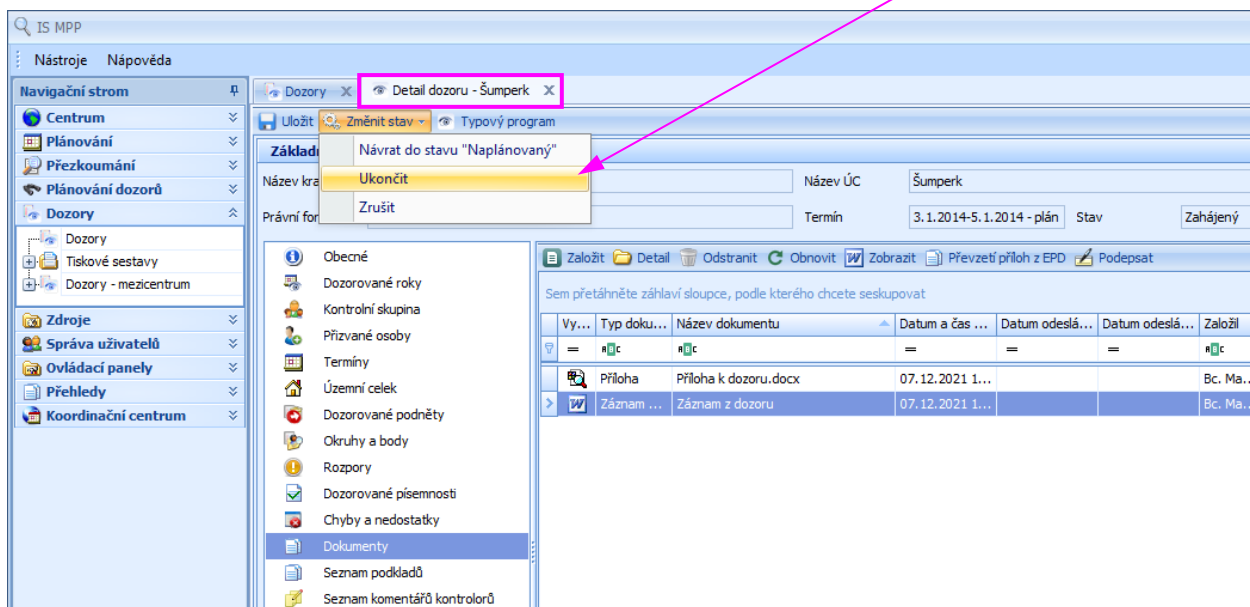 IS MPP
Nástroje Nápověda
Navigační strom
Centrum
Plánování
Přezkoumání
Plánování dozorů
Dozory
Dozory
Tiskové sestavy
Dozory - mezicentrum
Zdroje
Správa uživatelů
Ovládací panely
Přehledy
Koordinační centrum
Dozory Detail dozoru - Šumperk
Uložit Změnit stav Typový program
Návrat do stavu "Naplánovaný"
Ukončit
Zrušit
Základ
Název kra Název ÚC Šumperk
Právní for Termín 3.1.2014-5.1.2014 - plán Stav Zahájený
Obecné
Dozorované roky
Kontrolní skupina
Přizvané osoby
Termíny
Územní celek
Dozorované podněty
Okruhy a body
Rozpory
Dozorované písemnosti
Chyby a nedostatky
Dokumenty
Seznam podkladů
Seznam komentářů kontrolorů
Založit Detail Odstranit Obnovit Zobrazit Převzetí příloh z EPD Podepsat
Sem přetáhněte záhlaví sloupce, podle kterého chcete seskupovat
Vy... Typ doku... Název dokumentu Datum a čas ... Datum odeslá... Datum odeslá... Založil
= = = =
Příloha Příloha k dozoru.docx 07.12.2021 1... Bc. Ma..
Záznam ... Záznam z dozoru 07.12.2021 1... Bc. Ma..